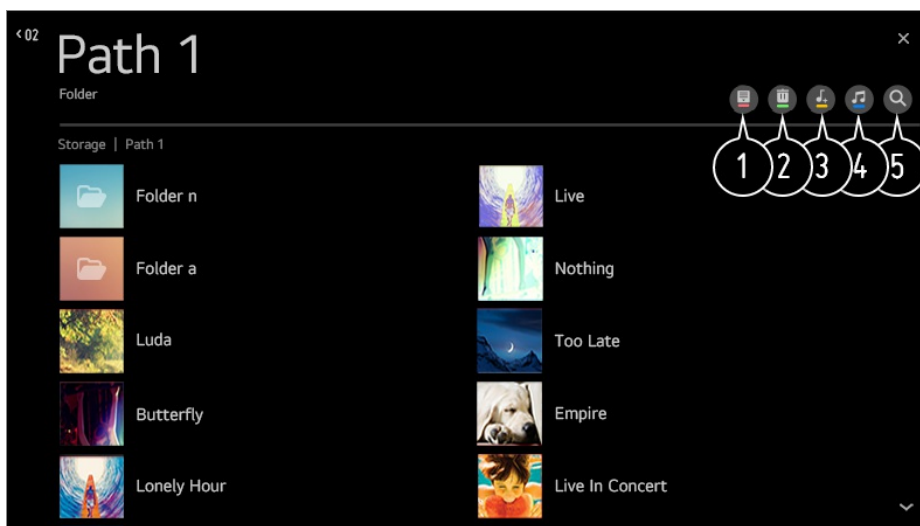 <02
Path 1
Folder
1 2 3 4 5
Storage | Path 1
Folder n
Folder a
Luda
Butterfly
Lonely Hour
Live
Nothing
Too Late
Empire
Live In Concert